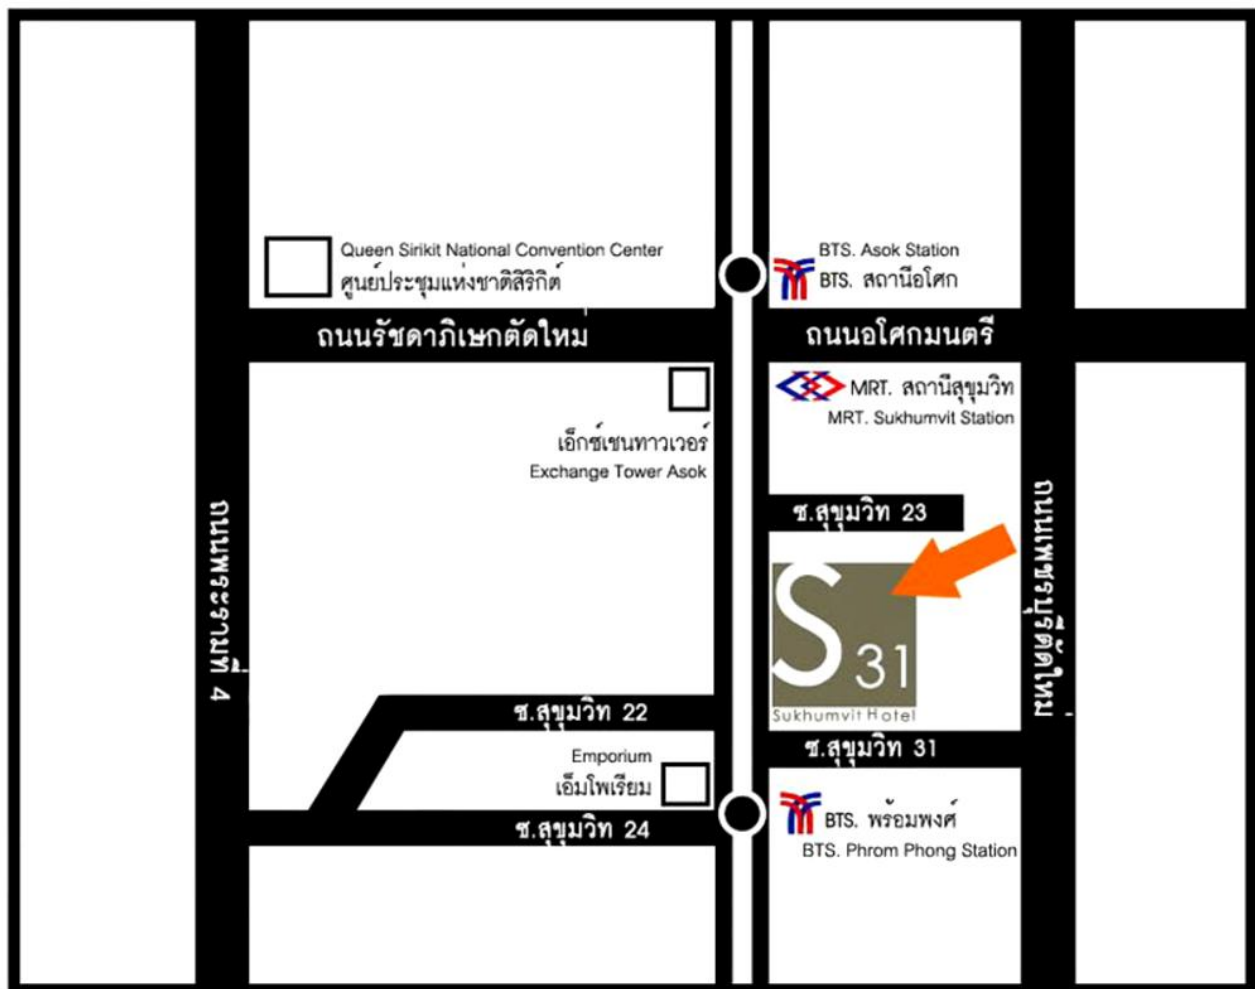 Queen Sirikit National Convention Center
ศูนย์ประชุมแห่งชาติสิริกิต์
BTS. Asok Station
BTS. สถานีอโศก
ถนนรัชดาภิเษกตัดใหม่
ถนนอโศกมนตรี
MRT. สถานีสุขุมวิท
MRT. Sukhumvit Station
เอ็กซ์เชนทาวเวอร์
Exchange Tower Asok
ซ.สุขุมวิท 23
ถนนพระรามที่ 4
ถนนเพชรบุรีตัดใหม่
S 31
Sukhumvit Hotel
ซ.สุขุมวิท 22
ซ.สุขุมวิท 31
Emporium
เอ็มโพเรียม
ซ.สุขุมวิท 24
BTS. พร้อมพงศ์
BTS. Phrom Phong Station